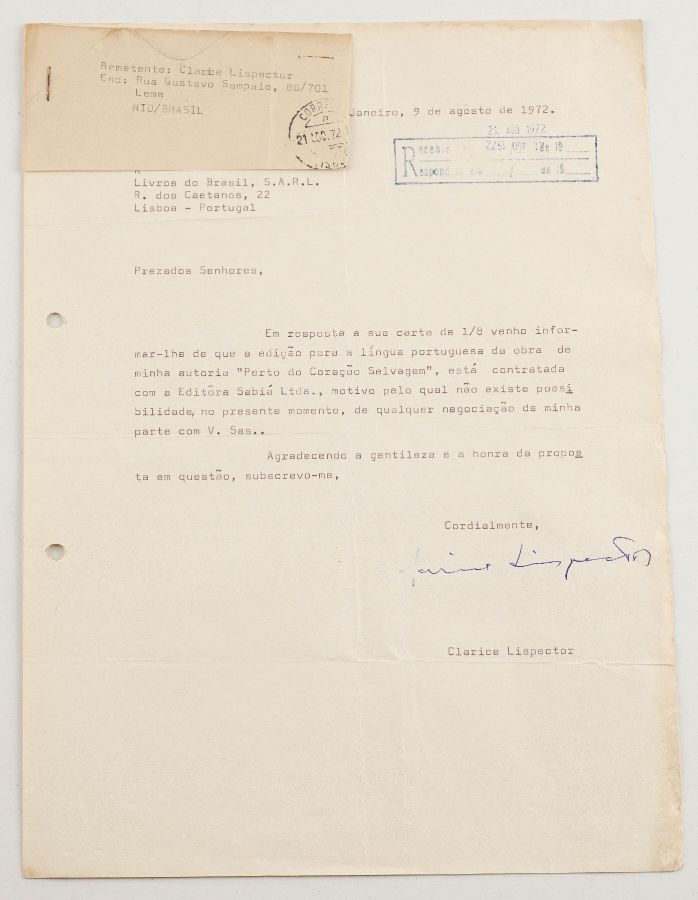 Remetente: Clarice Lispector
End: Rua Gustavo Sampaio, 88/701
Leme
RIO/BRASIL
21 AGO. 72
Janeiro, 9 de agosto de 1972.
21 AGO 1972
Livros do Brasil, S.A.R.L.
R. dos Caetanos, 22
Lisboa - Portugal
Prezados Senhores,
Em resposta a sua carta de 1/8 venho infor-
mar-lhe de que a edição para a língua portuguesa da obra de
minha autoria "Perto do Coração Selvagem", está contratada
com a Editôra Sabiá Ltda., motivo pelo qual não existe possi
bilidade, no presente momento, de qualquer negociação de minha
parte com V. Sas..
Agradecendo a gentileza e a honra da propos
ta em questão, subscrevo-me,
Cordialmente,
Clarice Lispector
Clarice Lispector